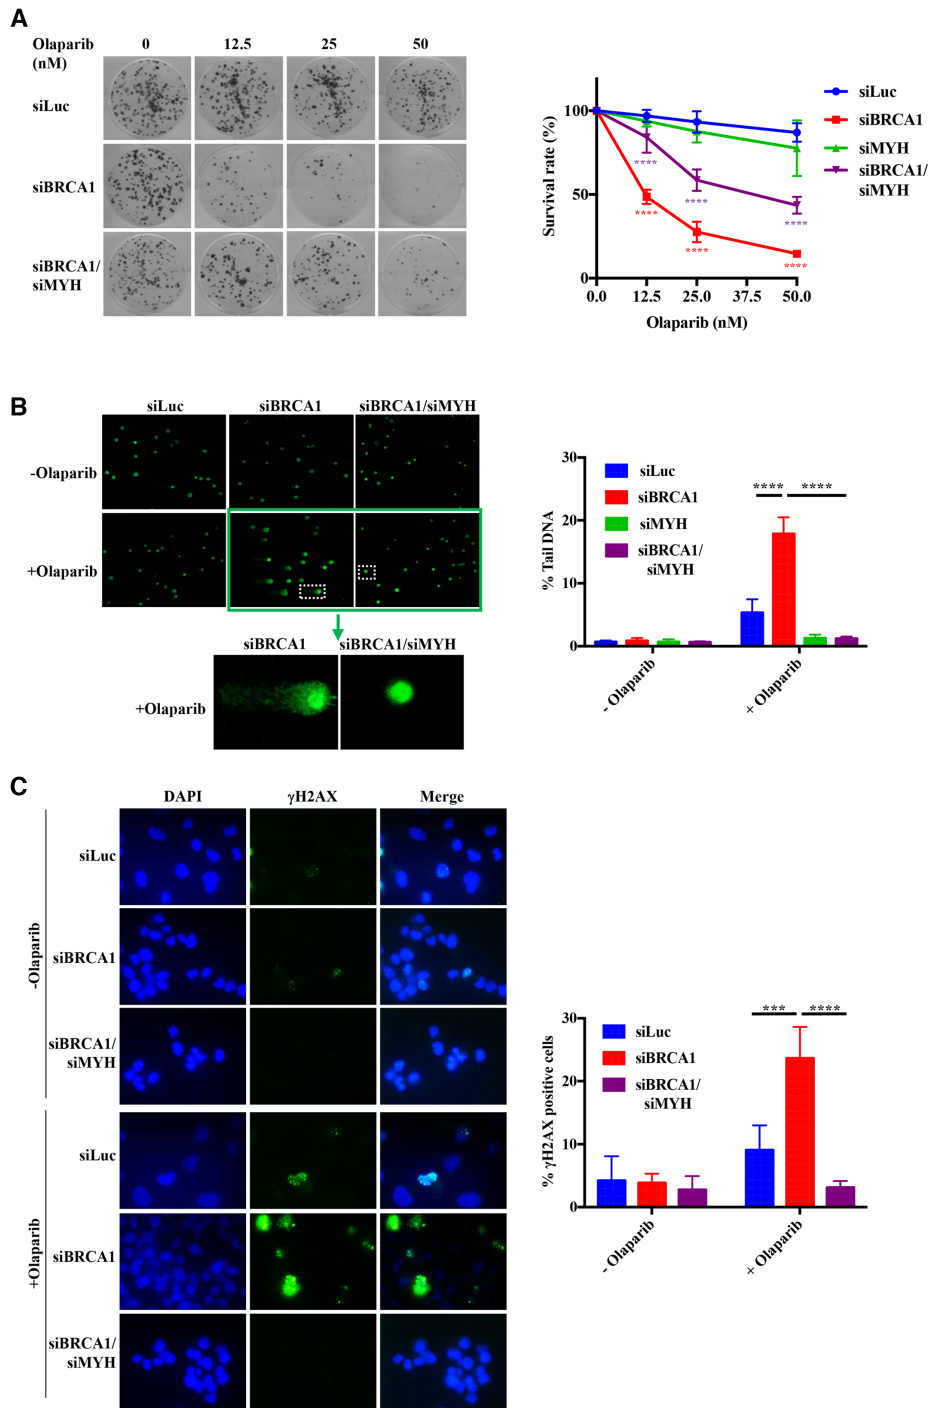 A
Olaparib (nM)
0 12.5 25 50
siLuc
siBRCA1
siBRCA1/
siMYH
Survival rate (%)
100
50
0
0.0 12.5 25.0 37.5 50.0
Olaparib (nM)
****
****
****
****
****
****
siLuc
siBRCA1
siMYH
siBRCA1/
siMYH
B
siLuc siBRCA1 siBRCA1/siMYH
-Olaparib
+Olaparib
siBRCA1 siBRCA1/siMYH
+Olaparib
% Tail DNA
30
20
10
0
siLuc
siBRCA1
siMYH
siBRCA1/
siMYH
**** ****
- Olaparib
+ Olaparib
C
DAPI γH2AX Merge
-Olaparib
siLuc
siBRCA1
siBRCA1/
siMYH
+Olaparib
siLuc
siBRCA1
siBRCA1/
siMYH
% γH2AX positive cells
30
20
10
0
siLuc
siBRCA1
siBRCA1/
siMYH
*** ****
- Olaparib
+ Olaparib